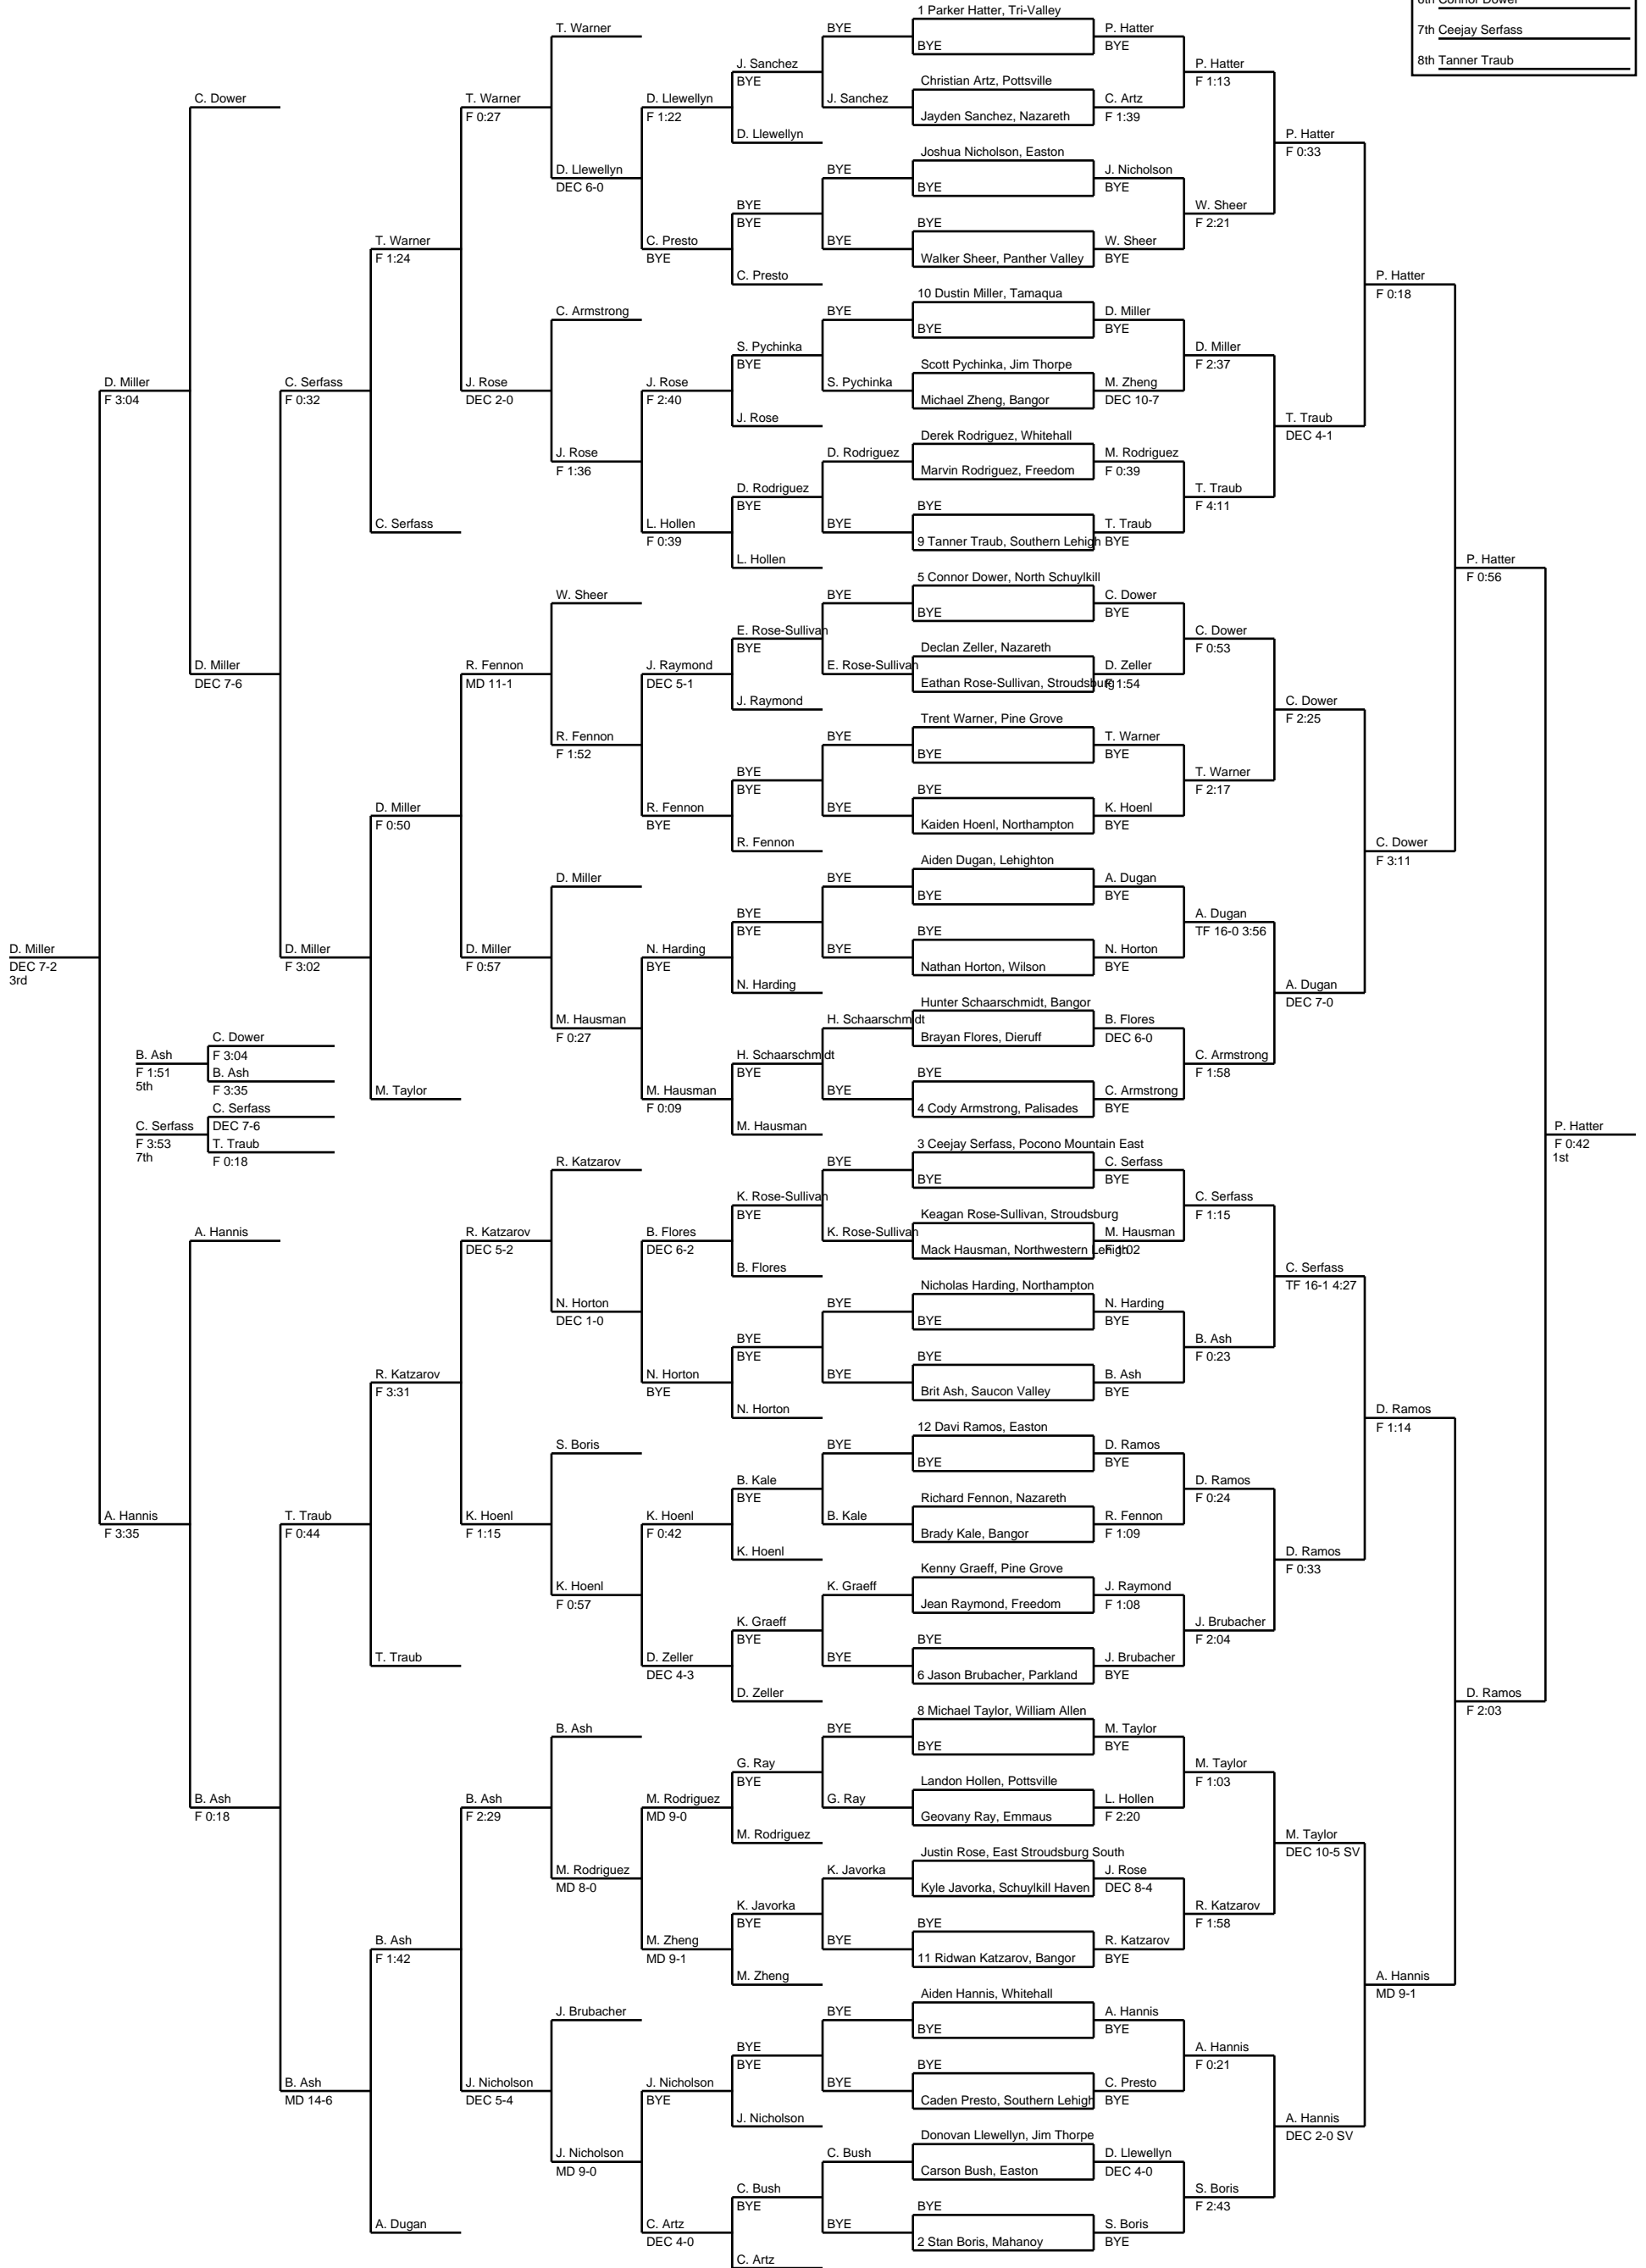 1 Parker Hatter, Tri-Valley
T. Warner
BYE
P. Hatter
6th Connor Dower
BYE
BYE
7th Ceejay Serfass
J. Sanchez
P. Hatter
8th Tanner Traub
BYE
F 1:13
Christian Artz, Pottsville
C. Dower
T. Warner
D. Llewellyn
J. Sanchez
C. Artz
F 0:27
F 1:22
Jayden Sanchez, Nazareth
F 1:39
D. Llewellyn
P. Hatter
Joshua Nicholson, Easton
F 0:33
D. Llewellyn
BYE
J. Nicholson
DEC 6-0
BYE
BYE
BYE
W. Sheer
BYE
F 2:21
BYE
T. Warner
C. Presto
BYE
W. Sheer
F 1:24
BYE
Walker Sheer, Panther Valley
BYE
C. Presto
P. Hatter
10 Dustin Miller, Tamaqua
F 0:18
C. Armstrong
BYE
D. Miller
BYE
BYE
S. Pychinka
D. Miller
BYE
F 2:37
Scott Pychinka, Jim Thorpe
D. Miller
C. Serfass
J. Rose
J. Rose
S. Pychinka
M. Zheng
F 3:04
F 0:32
DEC 2-0
F 2:40
Michael Zheng, Bangor
DEC 10-7
J. Rose
T. Traub
Derek Rodriguez, Whitehall
DEC 4-1
J. Rose
D. Rodriguez
M. Rodriguez
F 1:36
Marvin Rodriguez, Freedom
F 0:39
D. Rodriguez
T. Traub
BYE
F 4:11
BYE
C. Serfass
L. Hollen
BYE
T. Traub
F 0:39
9 Tanner Traub, Southern Lehigh
BYE
L. Hollen
P. Hatter
5 Connor Dower, North Schuylkill
F 0:56
W. Sheer
BYE
C. Dower
BYE
BYE
E. Rose-Sullivan
C. Dower
BYE
F 0:53
Declan Zeller, Nazareth
D. Miller
R. Fennon
J. Raymond
E. Rose-Sullivan
D. Zeller
DEC 7-6
MD 11-1
DEC 5-1
Eathan Rose-Sullivan, Stroudsburg
F 1:54
J. Raymond
C. Dower
Trent Warner, Pine Grove
F 2:25
R. Fennon
BYE
T. Warner
F 1:52
BYE
BYE
BYE
T. Warner
BYE
F 2:17
BYE
D. Miller
R. Fennon
BYE
K. Hoenl
F 0:50
BYE
Kaiden Hoenl, Northampton
BYE
R. Fennon
C. Dower
Aiden Dugan, Lehighton
F 3:11
D. Miller
BYE
A. Dugan
BYE
BYE
BYE
A. Dugan
BYE
TF 16-0 3:56
BYE
D. Miller
D. Miller
D. Miller
N. Harding
BYE
N. Horton
DEC 7-2
F 3:02
F 0:57
BYE
Nathan Horton, Wilson
BYE
3rd
N. Harding
A. Dugan
Hunter Schaarschmidt, Bangor
DEC 7-0
M. Hausman
H. Schaarschmidt
B. Flores
F 0:27
Brayan Flores, Dieruff
DEC 6-0
C. Dower
B. Ash
F 3:04
H. Schaarschmidt
C. Armstrong
F 1:51
B. Ash
BYE
F 1:58
5th
F 3:35
BYE
M. Taylor
M. Hausman
BYE
C. Armstrong
F 0:09
4 Cody Armstrong, Palisades
BYE
C. Serfass
C. Serfass
DEC 7-6
M. Hausman
P. Hatter
F 3:53
T. Traub
3 Ceejay Serfass, Pocono Mountain East
F 0:42
7th
F 0:18
1st
R. Katzarov
BYE
C. Serfass
BYE
BYE
K. Rose-Sullivan
C. Serfass
BYE
F 1:15
Keagan Rose-Sullivan, Stroudsburg
A. Hannis
R. Katzarov
B. Flores
K. Rose-Sullivan
M. Hausman
DEC 5-2
DEC 6-2
Mack Hausman, Northwestern Lehigh
F 1:02
B. Flores
C. Serfass
Nicholas Harding, Northampton
TF 16-1 4:27
N. Horton
BYE
N. Harding
DEC 1-0
BYE
BYE
BYE
B. Ash
BYE
F 0:23
BYE
R. Katzarov
N. Horton
BYE
B. Ash
F 3:31
BYE
Brit Ash, Saucon Valley
BYE
N. Horton
D. Ramos
12 Davi Ramos, Easton
F 1:14
S. Boris
BYE
D. Ramos
BYE
BYE
B. Kale
D. Ramos
BYE
F 0:24
Richard Fennon, Nazareth
A. Hannis
T. Traub
K. Hoenl
K. Hoenl
B. Kale
R. Fennon
F 3:35
F 0:44
F 1:15
F 0:42
Brady Kale, Bangor
F 1:09
K. Hoenl
D. Ramos
Kenny Graeff, Pine Grove
F 0:33
K. Hoenl
K. Graeff
J. Raymond
F 0:57
Jean Raymond, Freedom
F 1:08
K. Graeff
J. Brubacher
BYE
F 2:04
BYE
T. Traub
D. Zeller
BYE
J. Brubacher
DEC 4-3
6 Jason Brubacher, Parkland
BYE
D. Zeller
D. Ramos
8 Michael Taylor, William Allen
F 2:03
B. Ash
BYE
M. Taylor
BYE
BYE
G. Ray
M. Taylor
BYE
F 1:03
Landon Hollen, Pottsville
B. Ash
B. Ash
M. Rodriguez
G. Ray
L. Hollen
F 0:18
F 2:29
MD 9-0
Geovany Ray, Emmaus
F 2:20
M. Rodriguez
M. Taylor
Justin Rose, East Stroudsburg South
DEC 10-5 SV
M. Rodriguez
K. Javorka
J. Rose
MD 8-0
Kyle Javorka, Schuylkill Haven
DEC 8-4
K. Javorka
R. Katzarov
BYE
F 1:58
BYE
B. Ash
M. Zheng
BYE
R. Katzarov
F 1:42
MD 9-1
11 Ridwan Katzarov, Bangor
BYE
M. Zheng
A. Hannis
Aiden Hannis, Whitehall
MD 9-1
J. Brubacher
BYE
A. Hannis
BYE
BYE
BYE
A. Hannis
BYE
F 0:21
BYE
B. Ash
J. Nicholson
J. Nicholson
BYE
C. Presto
MD 14-6
DEC 5-4
BYE
Caden Presto, Southern Lehigh
BYE
J. Nicholson
A. Hannis
Donovan Llewellyn, Jim Thorpe
DEC 2-0 SV
J. Nicholson
C. Bush
D. Llewellyn
MD 9-0
Carson Bush, Easton
DEC 4-0
C. Bush
S. Boris
BYE
F 2:43
BYE
A. Dugan
C. Artz
BYE
S. Boris
DEC 4-0
2 Stan Boris, Mahanoy
BYE
C. Artz